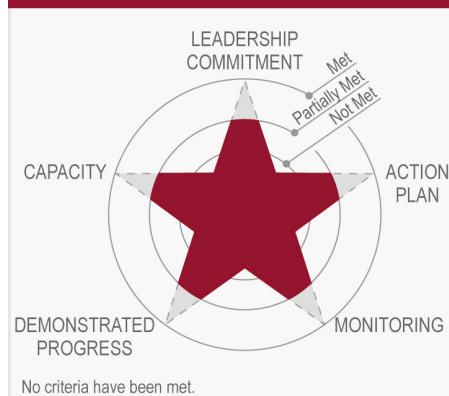 LEADERSHIP
COMMITMENT
Met
Partially Met
Not Met
CAPACITY
ACTION
PLAN
DEMONSTRATED
PROGRESS
MONITORING
No criteria have been met.